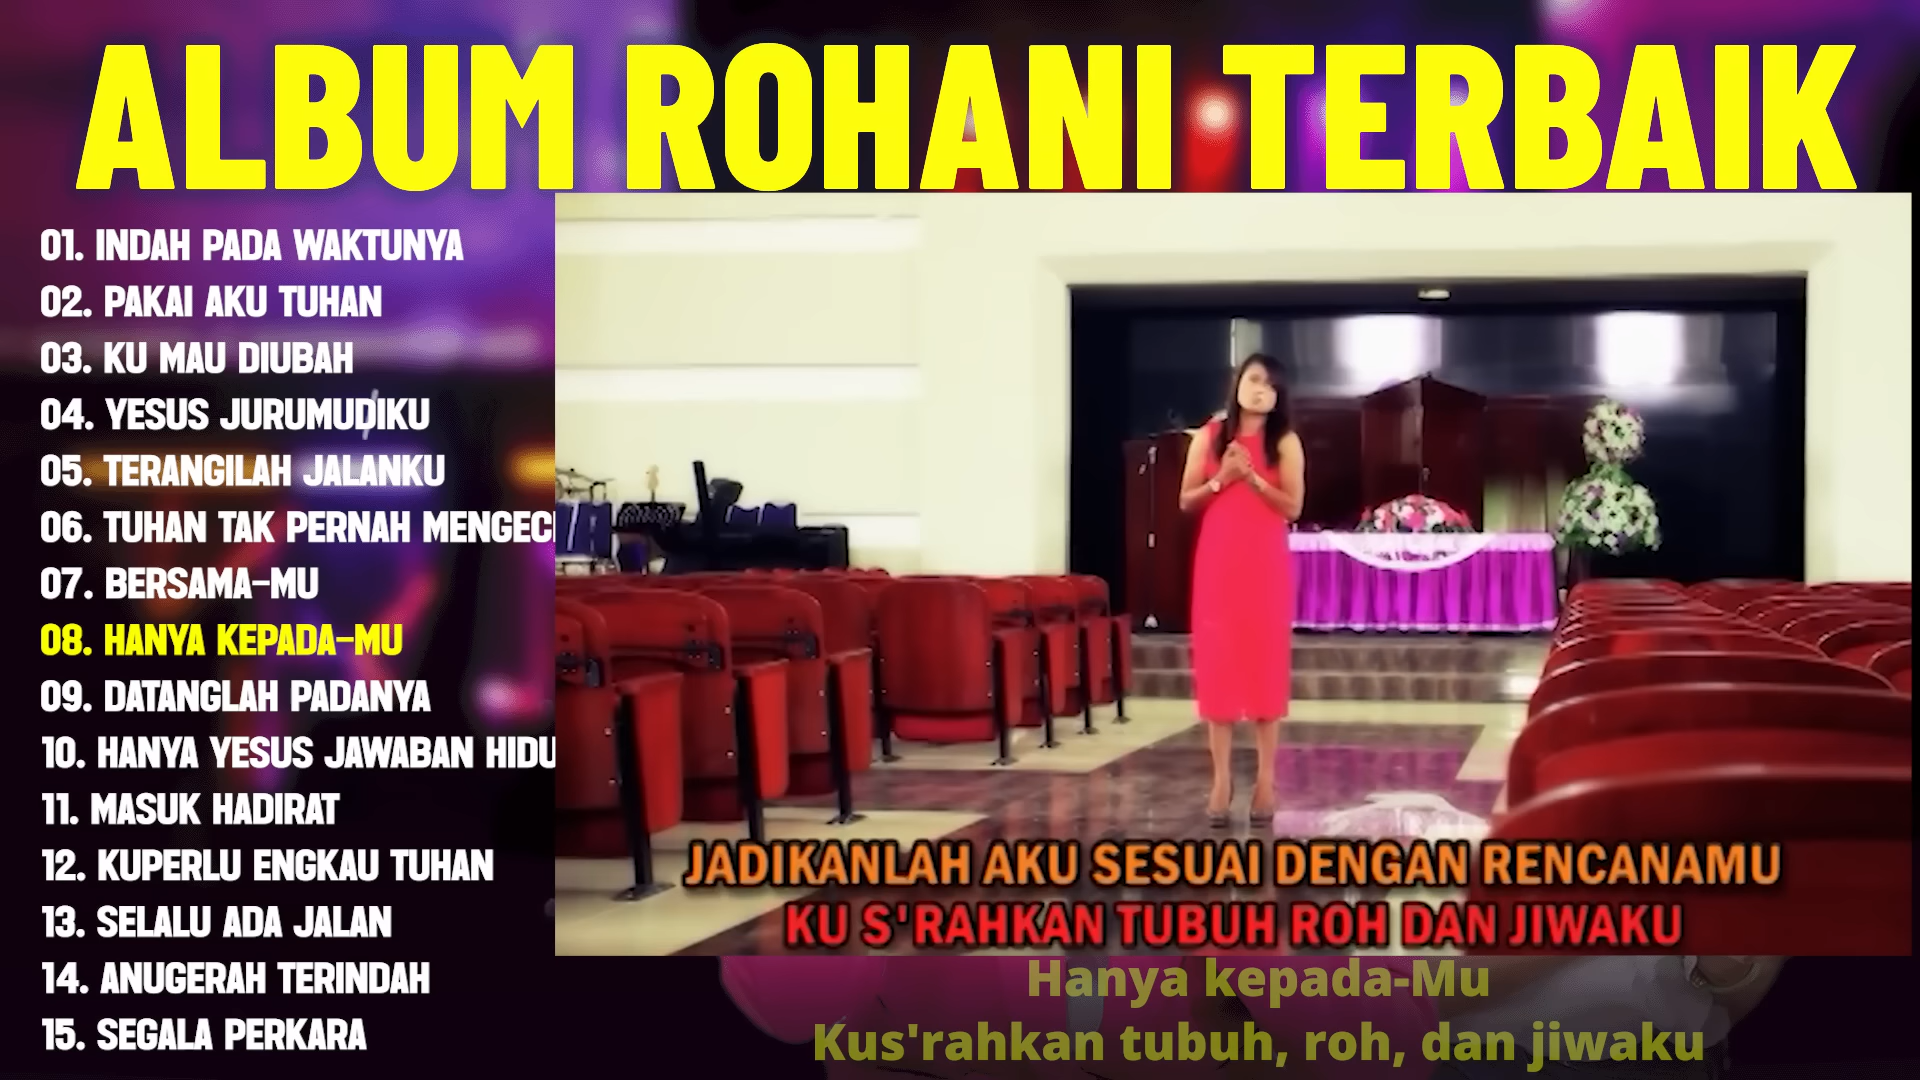 ALBUM ROHANI TERBAIK
01. INDAH PADA WAKTUNYA
02. PAKAI AKU TUHAN
03. KU MAU DIUBAH
04. YESUS JURUMUDIKU
05. TERANGILAH JALANKU
06. TUHAN TAK PERNAH MENGEC
07. BERSAMA-MU
08. HANYA KEPADA-MU
09. DATANGLAH PADANYA
10. HANYA YESUS JAWABAN HIDU
11. MASUK HADIRAT
12. KUPERLU ENGKAU TUHAN
13. SELALU ADA JALAN
14. ANUGERAH TERINDAH
15. SEGALA PERKARA
JADIKANLAH AKU SESUAI DENGAN RENCANAMU
KU S'RAHKAN TUBUH ROH DAN JIWAKU
Hanya kepada-Mu
Kus'rahkan tubuh, roh, dan jiwaku